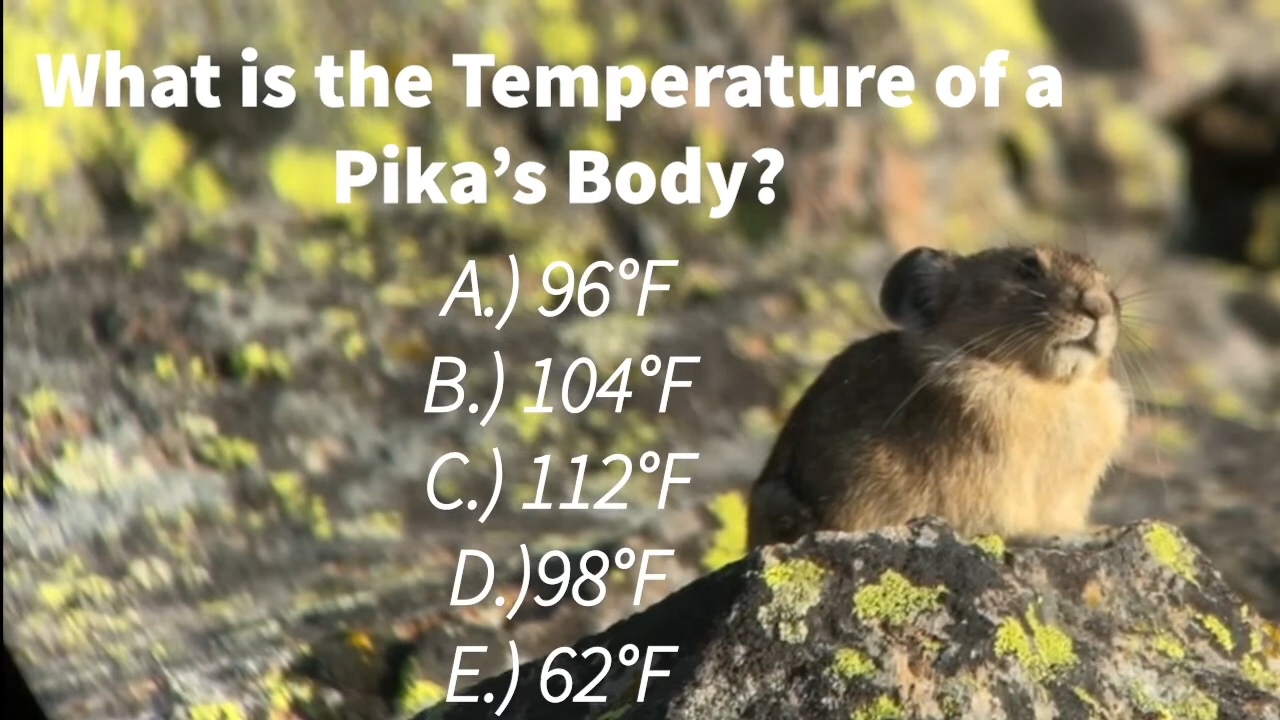 What is the Temperature of a
Pika’s Body?
A.) 96°F
B.) 104°F
C.) 112°F
D.)98°F
E.) 62°F